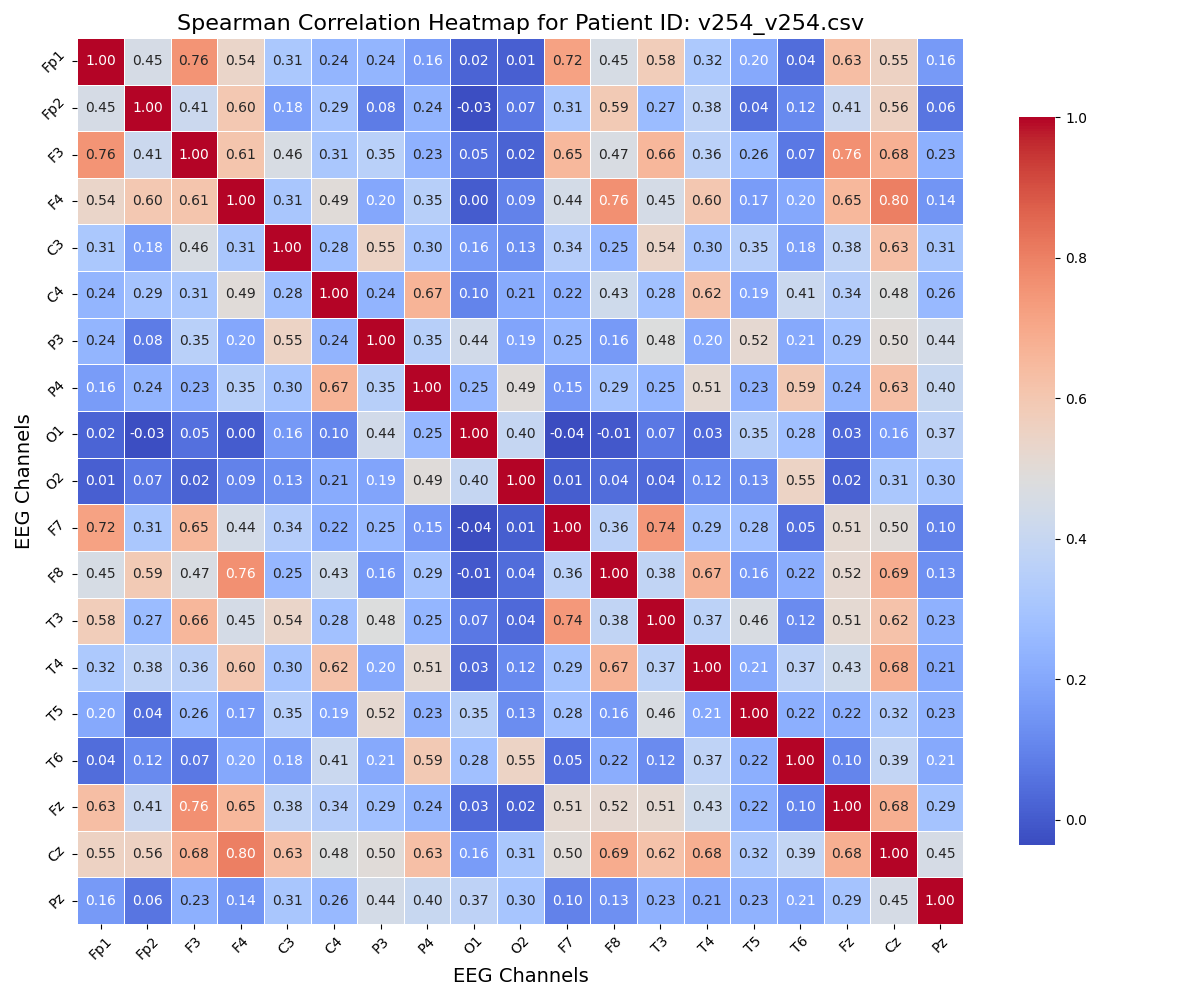 Spearman Correlation Heatmap for Patient ID: v254_v254.csv
Fp1 1.00 0.45 0.76 0.54 0.31 0.24 0.24 0.16 0.02 0.01 0.72 0.45 0.58 0.32 0.20 0.04 0.63 0.55 0.16
Fp2 0.45 1.00 0.41 0.60 0.18 0.29 0.08 0.24 -0.03 0.07 0.31 0.59 0.27 0.38 0.04 0.12 0.41 0.56 0.06
F3 0.76 0.41 1.00 0.61 0.46 0.31 0.35 0.23 0.05 0.02 0.65 0.47 0.66 0.36 0.26 0.07 0.76 0.68 0.23
F4 0.54 0.60 0.61 1.00 0.31 0.49 0.20 0.35 0.00 0.09 0.44 0.76 0.45 0.60 0.17 0.20 0.65 0.80 0.14
C3 0.31 0.18 0.46 0.31 1.00 0.28 0.55 0.30 0.16 0.13 0.34 0.25 0.54 0.30 0.35 0.18 0.38 0.63 0.31
C4 0.24 0.29 0.31 0.49 0.28 1.00 0.24 0.67 0.10 0.21 0.22 0.43 0.28 0.62 0.19 0.41 0.34 0.48 0.26
P3 0.24 0.08 0.35 0.20 0.55 0.24 1.00 0.35 0.44 0.19 0.25 0.16 0.48 0.20 0.52 0.21 0.29 0.50 0.44
P4 0.16 0.24 0.23 0.35 0.30 0.67 0.35 1.00 0.25 0.49 0.15 0.29 0.25 0.51 0.23 0.59 0.24 0.63 0.40
O1 0.02 -0.03 0.05 0.00 0.16 0.10 0.44 0.25 1.00 0.40 -0.04 -0.01 0.07 0.03 0.35 0.28 0.03 0.16 0.37
O2 0.01 0.07 0.02 0.09 0.13 0.21 0.19 0.49 0.40 1.00 0.01 0.04 0.04 0.12 0.13 0.55 0.02 0.31 0.30
F7 0.72 0.31 0.65 0.44 0.34 0.22 0.25 0.15 -0.04 0.01 1.00 0.36 0.74 0.29 0.28 0.05 0.51 0.50 0.10
F8 0.45 0.59 0.47 0.76 0.25 0.43 0.16 0.29 -0.01 0.04 0.36 1.00 0.38 0.67 0.16 0.22 0.52 0.69 0.13
T3 0.58 0.27 0.66 0.45 0.54 0.28 0.48 0.25 0.07 0.04 0.74 0.38 1.00 0.37 0.46 0.12 0.51 0.62 0.23
T4 0.32 0.38 0.36 0.60 0.30 0.62 0.20 0.51 0.03 0.12 0.29 0.67 0.37 1.00 0.21 0.37 0.43 0.68 0.21
T5 0.20 0.04 0.26 0.17 0.35 0.19 0.52 0.23 0.35 0.13 0.28 0.16 0.46 0.21 1.00 0.22 0.22 0.32 0.23
T6 0.04 0.12 0.07 0.20 0.18 0.41 0.21 0.59 0.28 0.55 0.05 0.22 0.12 0.37 0.22 1.00 0.10 0.39 0.21
Fz 0.63 0.41 0.76 0.65 0.38 0.34 0.29 0.24 0.03 0.02 0.51 0.52 0.51 0.43 0.22 0.10 1.00 0.68 0.29
Cz 0.55 0.56 0.68 0.80 0.63 0.48 0.50 0.63 0.16 0.31 0.50 0.69 0.62 0.68 0.32 0.39 0.68 1.00 0.45
Pz 0.16 0.06 0.23 0.14 0.31 0.26 0.44 0.40 0.37 0.30 0.10 0.13 0.23 0.21 0.23 0.21 0.29 0.45 1.00
Fp1 Fp2 F3 F4 C3 C4 P3 P4 O1 O2 F7 F8 T3 T4 T5 T6 Fz Cz Pz
EEG Channels
EEG Channels
1.0
0.8
0.6
0.4
0.2
0.0